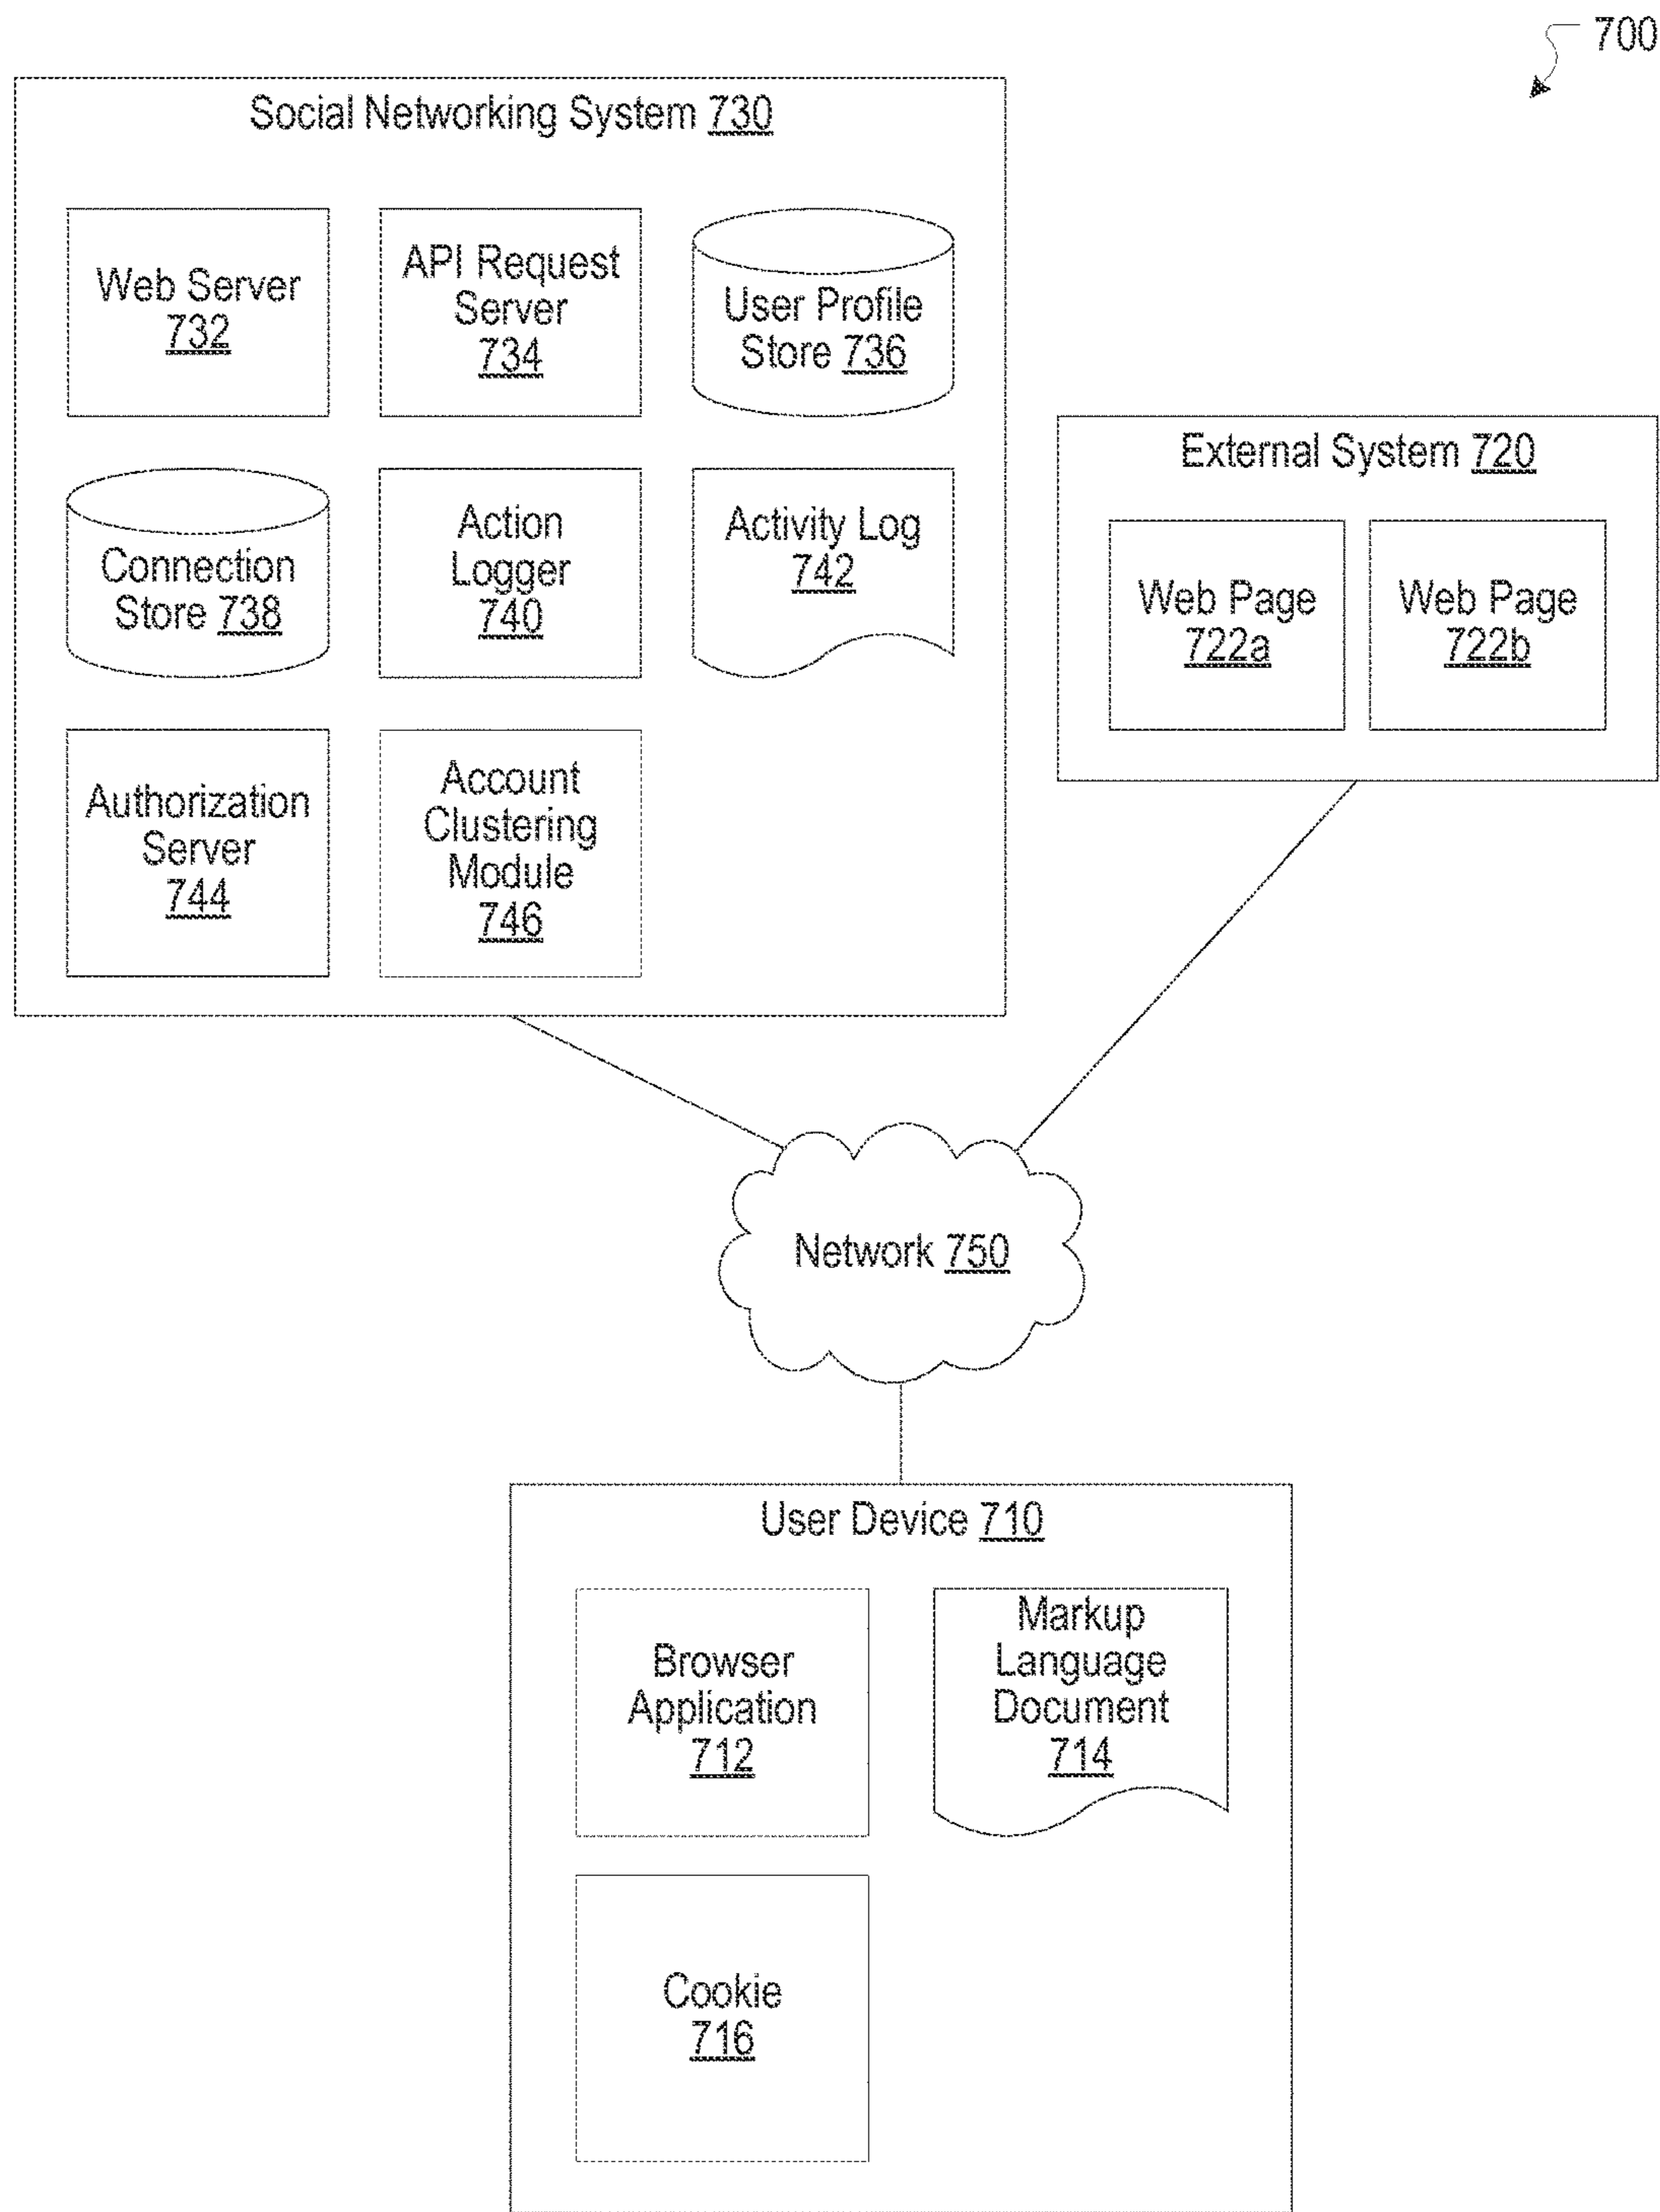 700
Social Networking System 730
Web Server
732
API Request
Server
734
User Profile
Store 736
Connection
Store 738
Action
Logger
740
Activity Log
742
Authorization
Server
744
Account
Clustering
Module
746
External System 720
Web Page
722a
Web Page
722b
Network 750
User Device 710
Browser
Application
712
Markup
Language
Document
714
Cookie
716